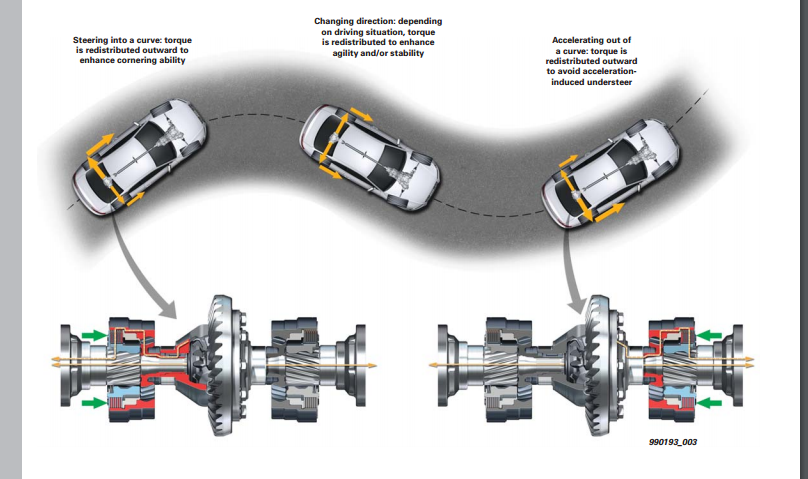 Steering into a curve: torque
is redistributed outward to
enhance cornering ability
Changing direction: depending
on driving situation, torque
is redistributed to enhance
agility and/or stability
Accelerating out of
a curve: torque is
redistributed outward
to avoid acceleration-
induced understeer
990193_003